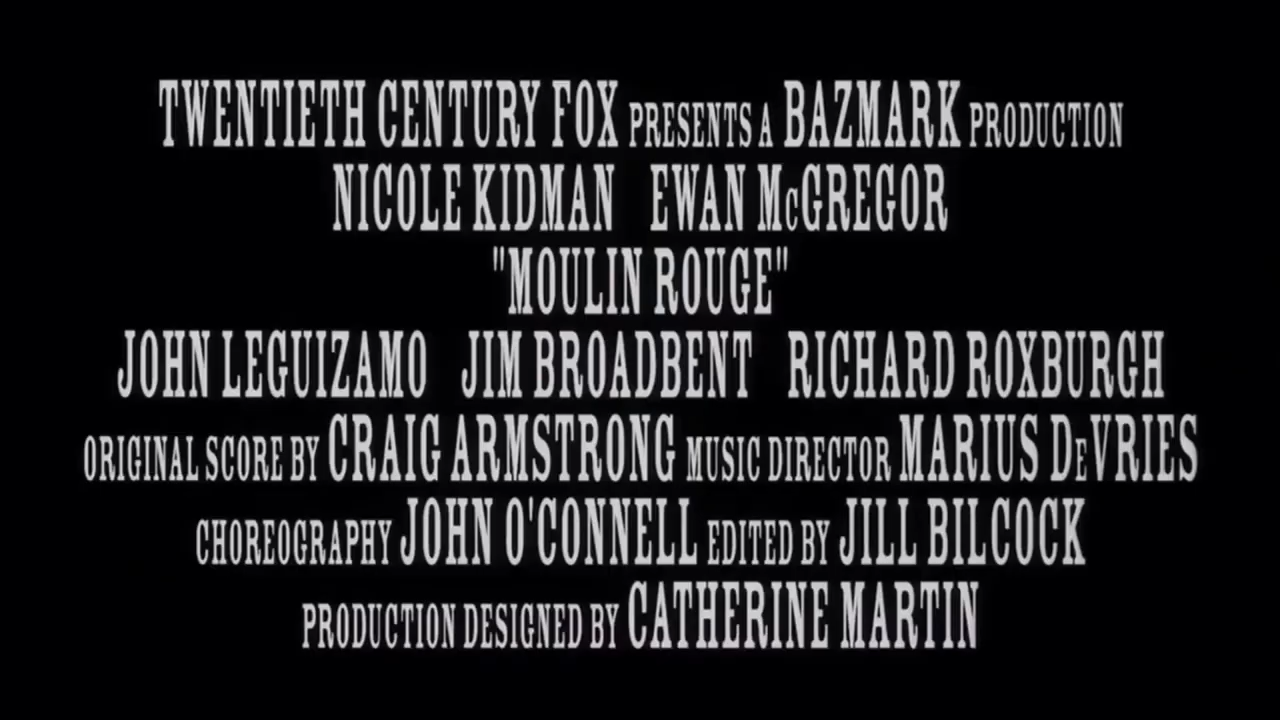 TWENTIETH CENTURY FOX PRESENTS A BAZMARK PRODUCTION
NICOLE KIDMAN EWAN McGREGOR
"MOULIN ROUGE"
JOHN LEGUIZAMO JIM BROADBENT RICHARD ROXBURGH
ORIGINAL SCORE BY CRAIG ARMSTRONG MUSIC DIRECTOR MARIUS DeVRIES
CHOREOGRAPHY JOHN O'CONNELL EDITED BY JILL BILCOCK
PRODUCTION DESIGNED BY CATHERINE MARTIN